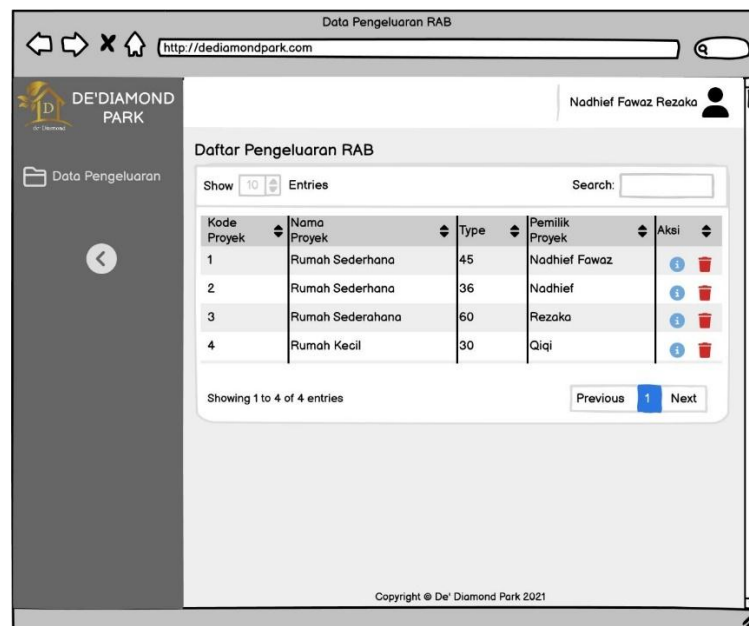 Data Pengeluaran RAB
http://dediamondpark.com
DE'DIAMOND
PARK
D
de' Diamond
Nadhief Fawaz Rezaka
Data Pengeluaran
Daftar Pengeluaran RAB
Show 10 Entries Search:
Kode Proyek Nama Proyek Type Pemilik Proyek Aksi
1 Rumah Sederhana 45 Nadhief Fawaz
2 Rumah Sederhana 36 Nadhief
3 Rumah Sederahana 60 Rezaka
4 Rumah Kecil 30 Qiqi
Showing 1 to 4 of 4 entries Previous 1 Next
Copyright © De' Diamond Park 2021